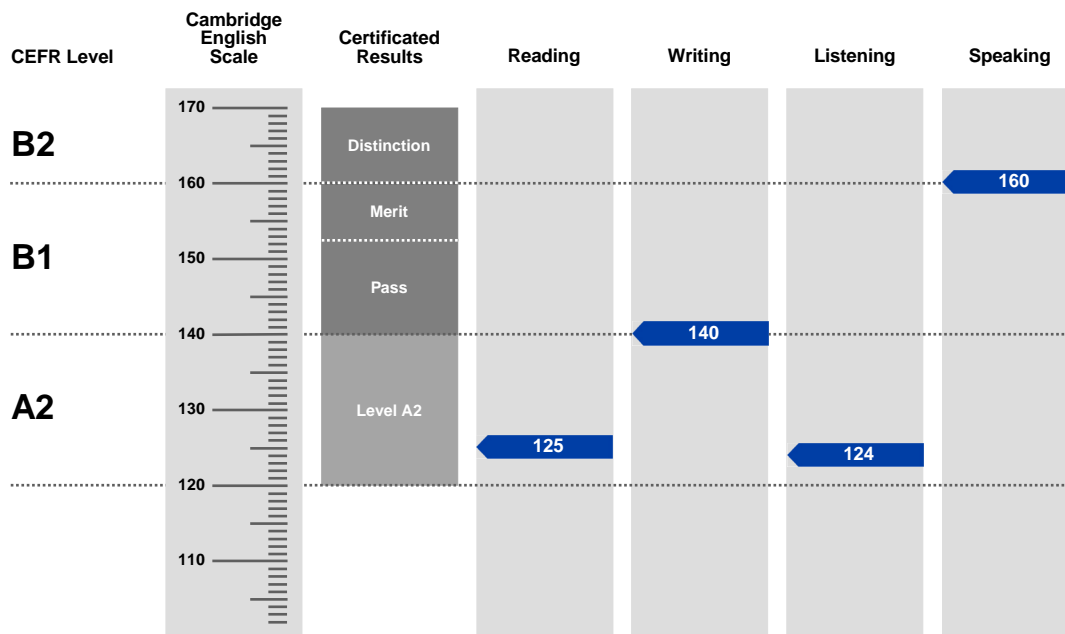 CEFR Level
Cambridge
English
Scale
Certificated
Results
Reading
Writing
Listening
Speaking
170
B2
Distinction
160
160
Merit
B1
150
Pass
140
140
A2
130
Level A2
125
124
120
110